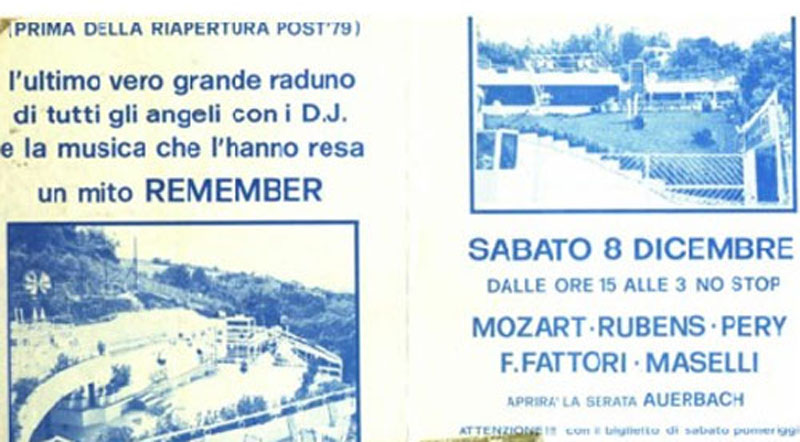 (PRIMA DELLA RIAPERTURA POST'79)
l'ultimo vero grande raduno
di tutti gli angeli con i D.J.
e la musica che l'hanno resa
un mito REMEMBER
SABATO 8 DICEMBRE
DALLE ORE 15 ALLE 3 NO STOP
MOZART·RUBENS·PERY
F.FATTORI·MASELLI
APRIRA' LA SERATA AUERBACH
ATTENZIONE!!! con il biglietto di sabato pomeriggi